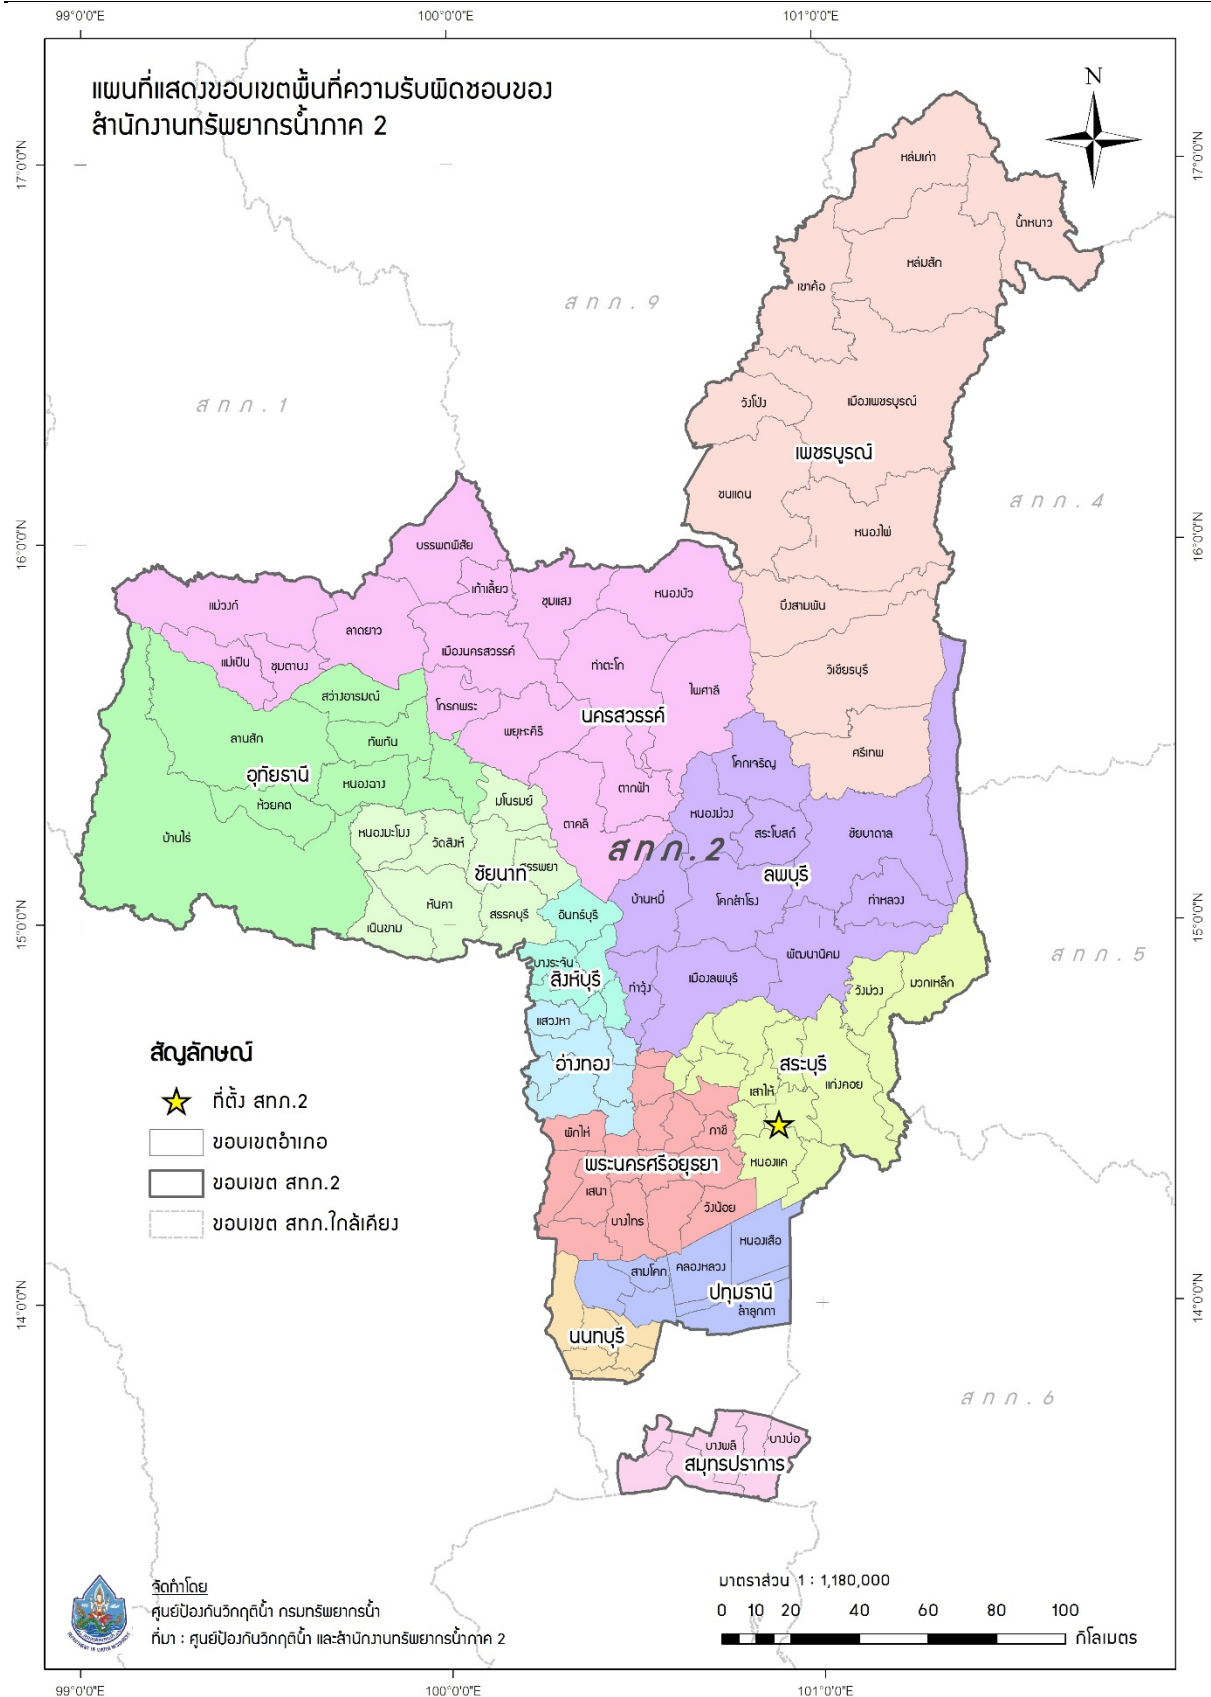 99°0'0"E 100°0'0"E 101°0'0"E
แผนที่แสดงขอบเขตพื้นที่ความรับผิดชอบของ
สำนักงานทรัพยากรน้ำภาค 2
N
17°0'0"N 17°0'0"N
หล่มเก่า
น้ำหนาว
หล่มสัก
เขาค้อ
สทภ.9
วังโป่ง
เมืองเพชรบูรณ์
สทภ.1
เพชรบูรณ์
ชนแดน
สทภ.4
หนองไผ่
16°0'0"N 16°0'0"N
บรรพตพิสัย
เก้าเลี้ยว
ชุมแสง
หนองบัว
บึงสามพัน
แม่วงก์
ลาดยาว
เมืองนครสวรรค์
ท่าตะโก
แม่เปิน
ชุมตาบง
ไพศาลี
วิเชียรบุรี
สว่างอารมณ์
โกรกพระ
พยุหะคีรี
นครสวรรค์
ลานสัก
ทัพทัน
ศรีเทพ
โคกเจริญ
อุทัยธานี
หนองฉาง
ตากฟ้า
ห้วยคต
มโนรมย์
ตาคลี
หนองม่วง
บ้านไร่
หนองมะโมง
วัดสิงห์
สระโบสถ์
ชัยบาดาล
สทภ.2
สรรพยา
ชัยนาท
ลพบุรี
หันคา
สรรคบุรี
อินทร์บุรี
บ้านหมี่
โคกสำโรง
ท่าหลวง
เนินขาม
15°0'0"N 15°0'0"N
บางระจัน
พัฒนานิคม
สทภ.5
สิงห์บุรี
ท่าวุ้ง
เมืองลพบุรี
วังม่วง
มวกเหล็ก
แสวงหา
อ่างทอง
สระบุรี
เสาไห้
แก่งคอย
สัญลักษณ์
ที่ตั้ง สทภ.2
ขอบเขตอำเภอ
ขอบเขต สทภ.2
ขอบเขต สทภ.ใกล้เคียง
ผักไห่
ภาชี
หนองแค
พระนครศรีอยุธยา
เสนา
บางไทร
วังน้อย
หนองเสือ
สามโคก
คลองหลวง
ปทุมธานี
ลำลูกกา
14°0'0"N 14°0'0"N
นนทบุรี
สทภ.6
บางพลี
บางบ่อ
สมุทรปราการ
มาตราส่วน 1 : 1,180,000
0 10 20 40 60 80 100
กิโลเมตร
จัดทำโดย
ศูนย์ป้องกันวิกฤติน้ำ กรมทรัพยากรน้ำ
ที่มา : ศูนย์ป้องกันวิกฤติน้ำ และสำนักงานทรัพยากรน้ำภาค 2
99°0'0"E 100°0'0"E 101°0'0"E